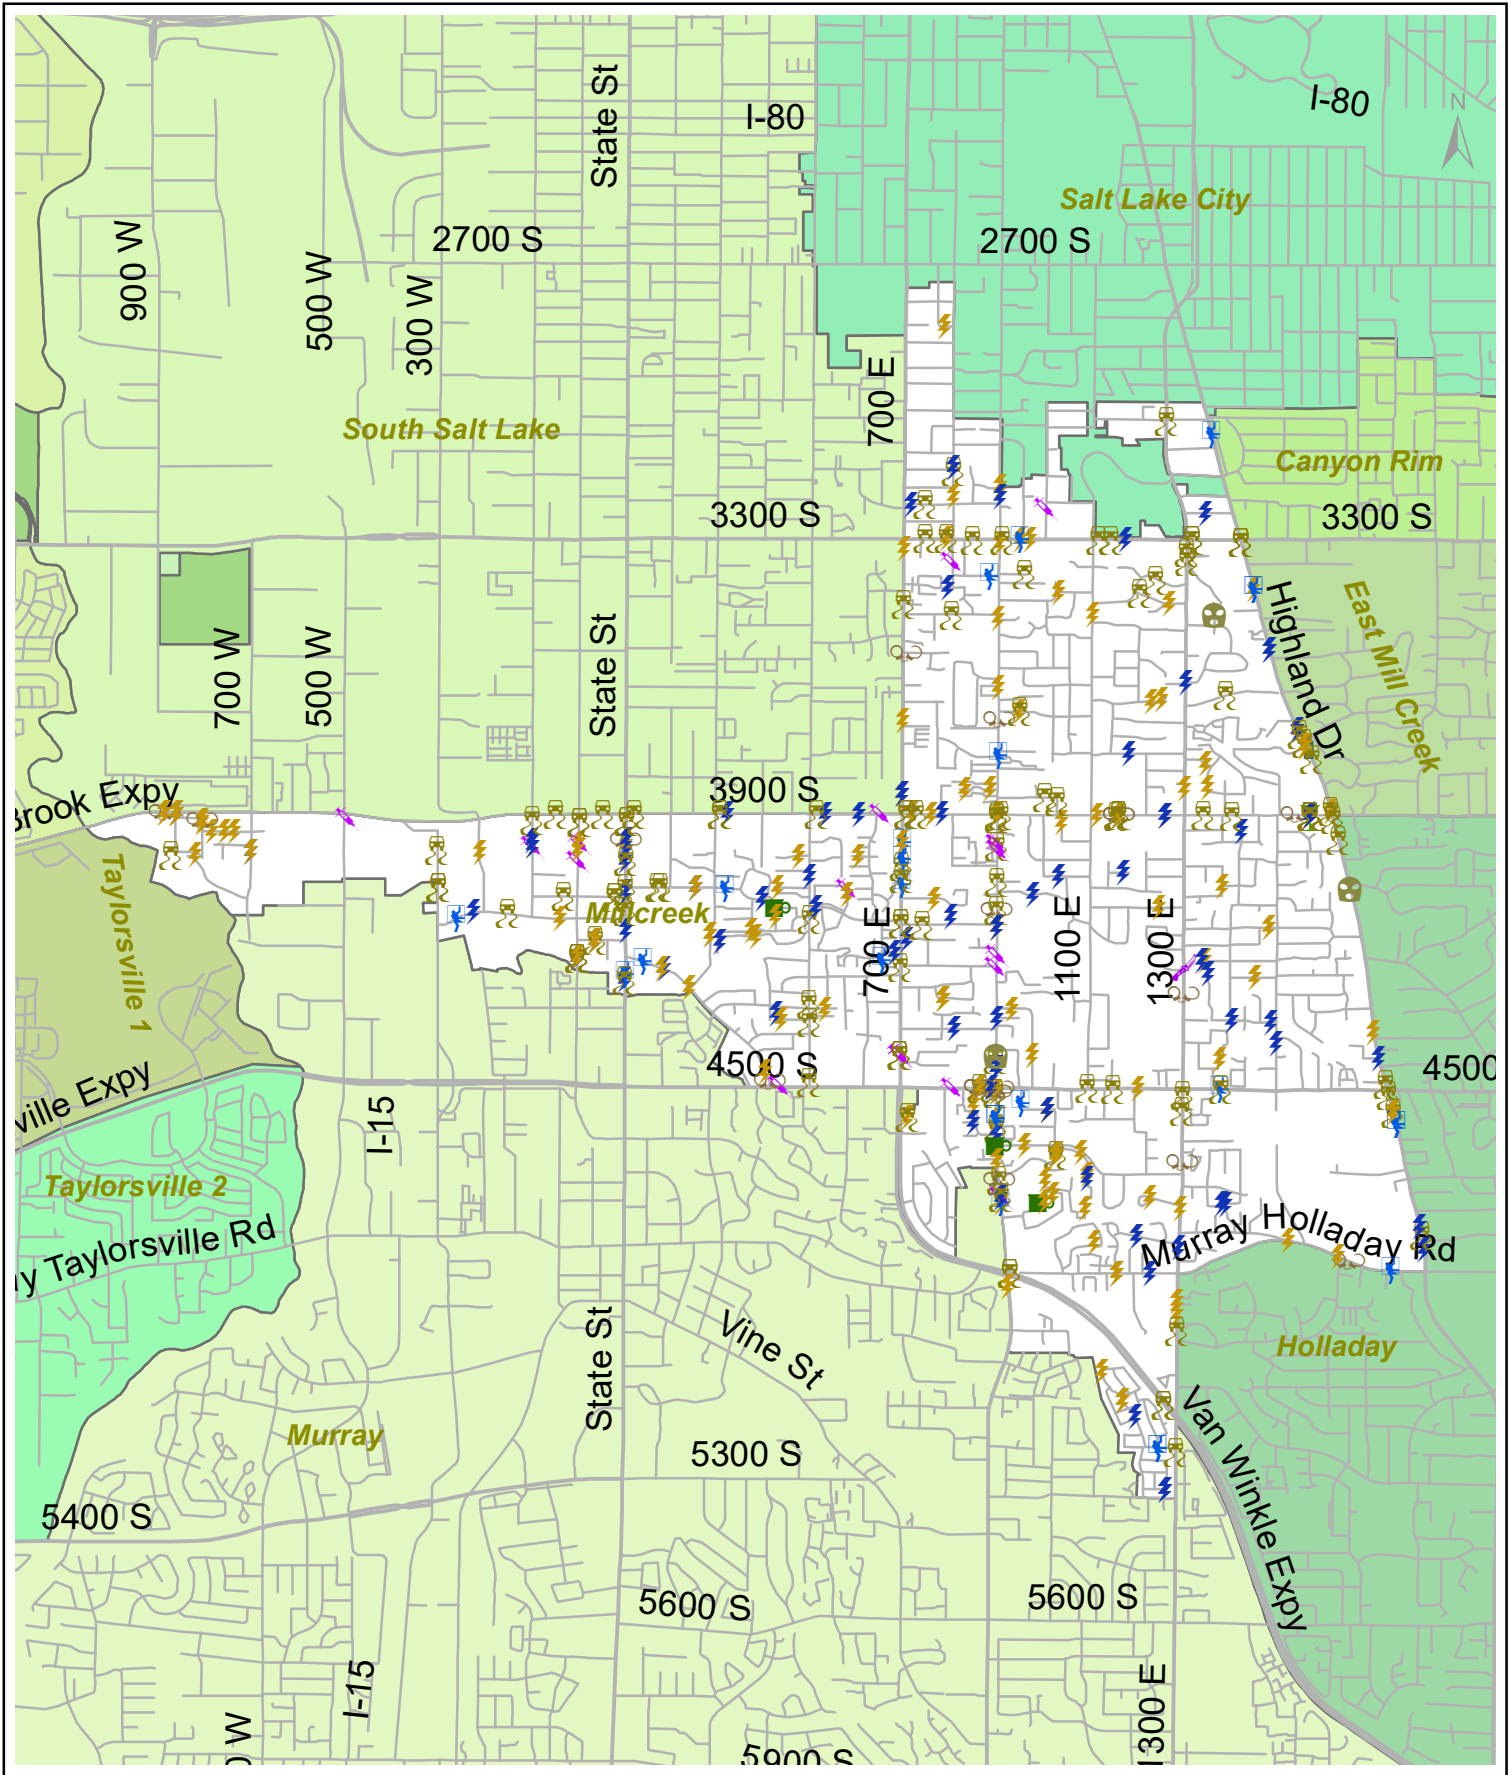 State St
I-80
I-80
N
Salt Lake City
900 W
2700 S
2700 S
500 W
300 W
700 E
South Salt Lake
Canyon Rim
3300 S
3300 S
Highland Dr
East Mill Creek
700 W
500 W
State St
3900 S
Brook Expy
Taylorsville 1
Millcreek
700 E
1100 E
1300 E
4500 S
4500
ville Expy
I-15
Taylorsville 2
y Taylorsville Rd
Murray Holladay Rd
State St
Vine St
Holladay
Murray
Van Winkle Expy
5300 S
5400 S
5600 S
5600 S
I-15
0 W
1300 E
5900 S